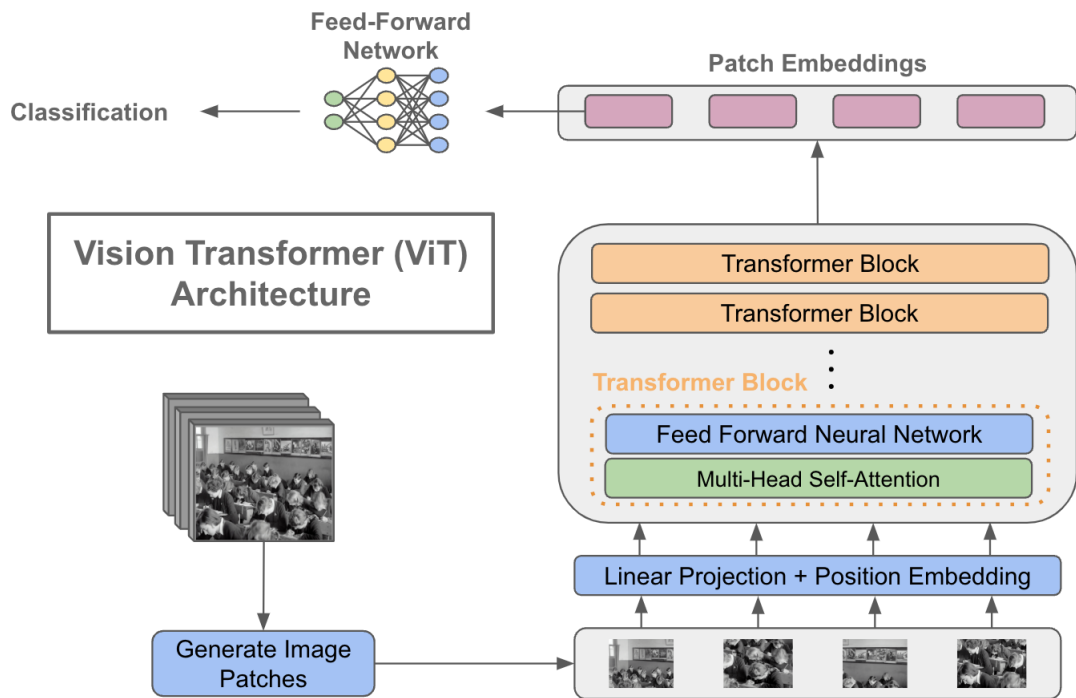 Feed-Forward
Network
Patch Embeddings
Classification
Vision Transformer (ViT)
Architecture
Transformer Block
Transformer Block
Transformer Block
Feed Forward Neural Network
Multi-Head Self-Attention
Linear Projection + Position Embedding
Generate Image
Patches